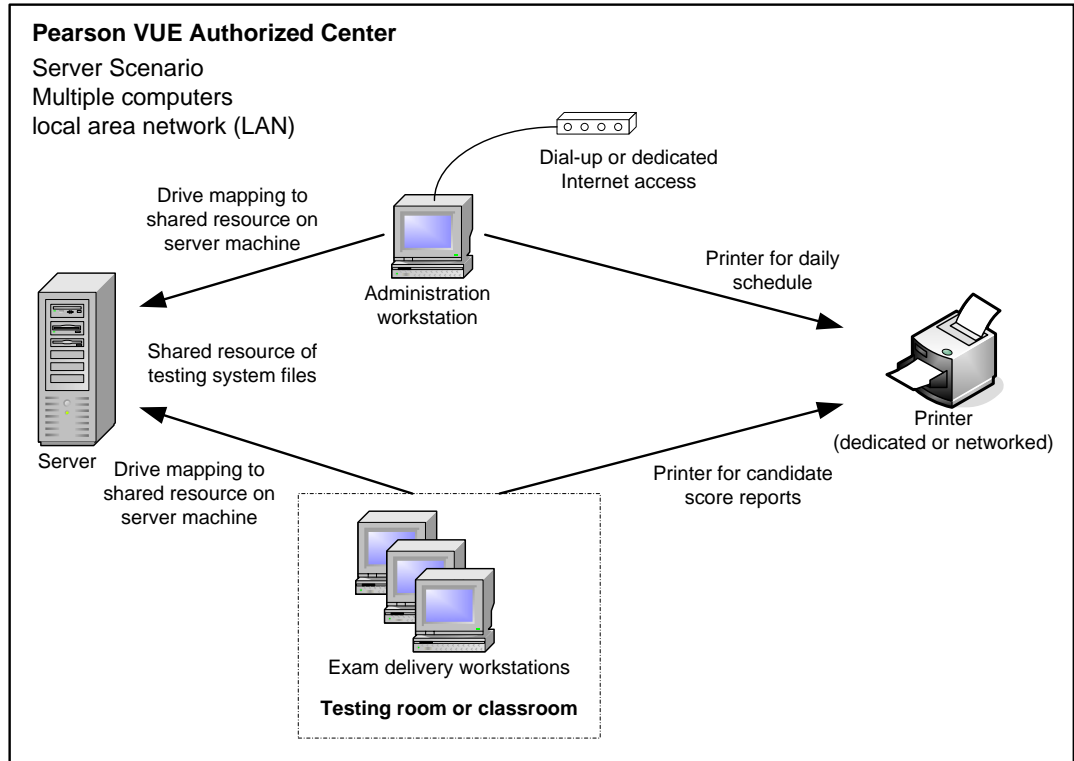 Pearson VUE Authorized Center
Server Scenario
Multiple computers
local area network (LAN)
Dial-up or dedicated
Internet access
Drive mapping to
shared resource on
server machine
Administration
workstation
Printer for daily
schedule
Shared resource of
testing system files
Server
Printer
(dedicated or networked)
Drive mapping to
shared resource on
server machine
Printer for candidate
score reports
Exam delivery workstations
Testing room or classroom